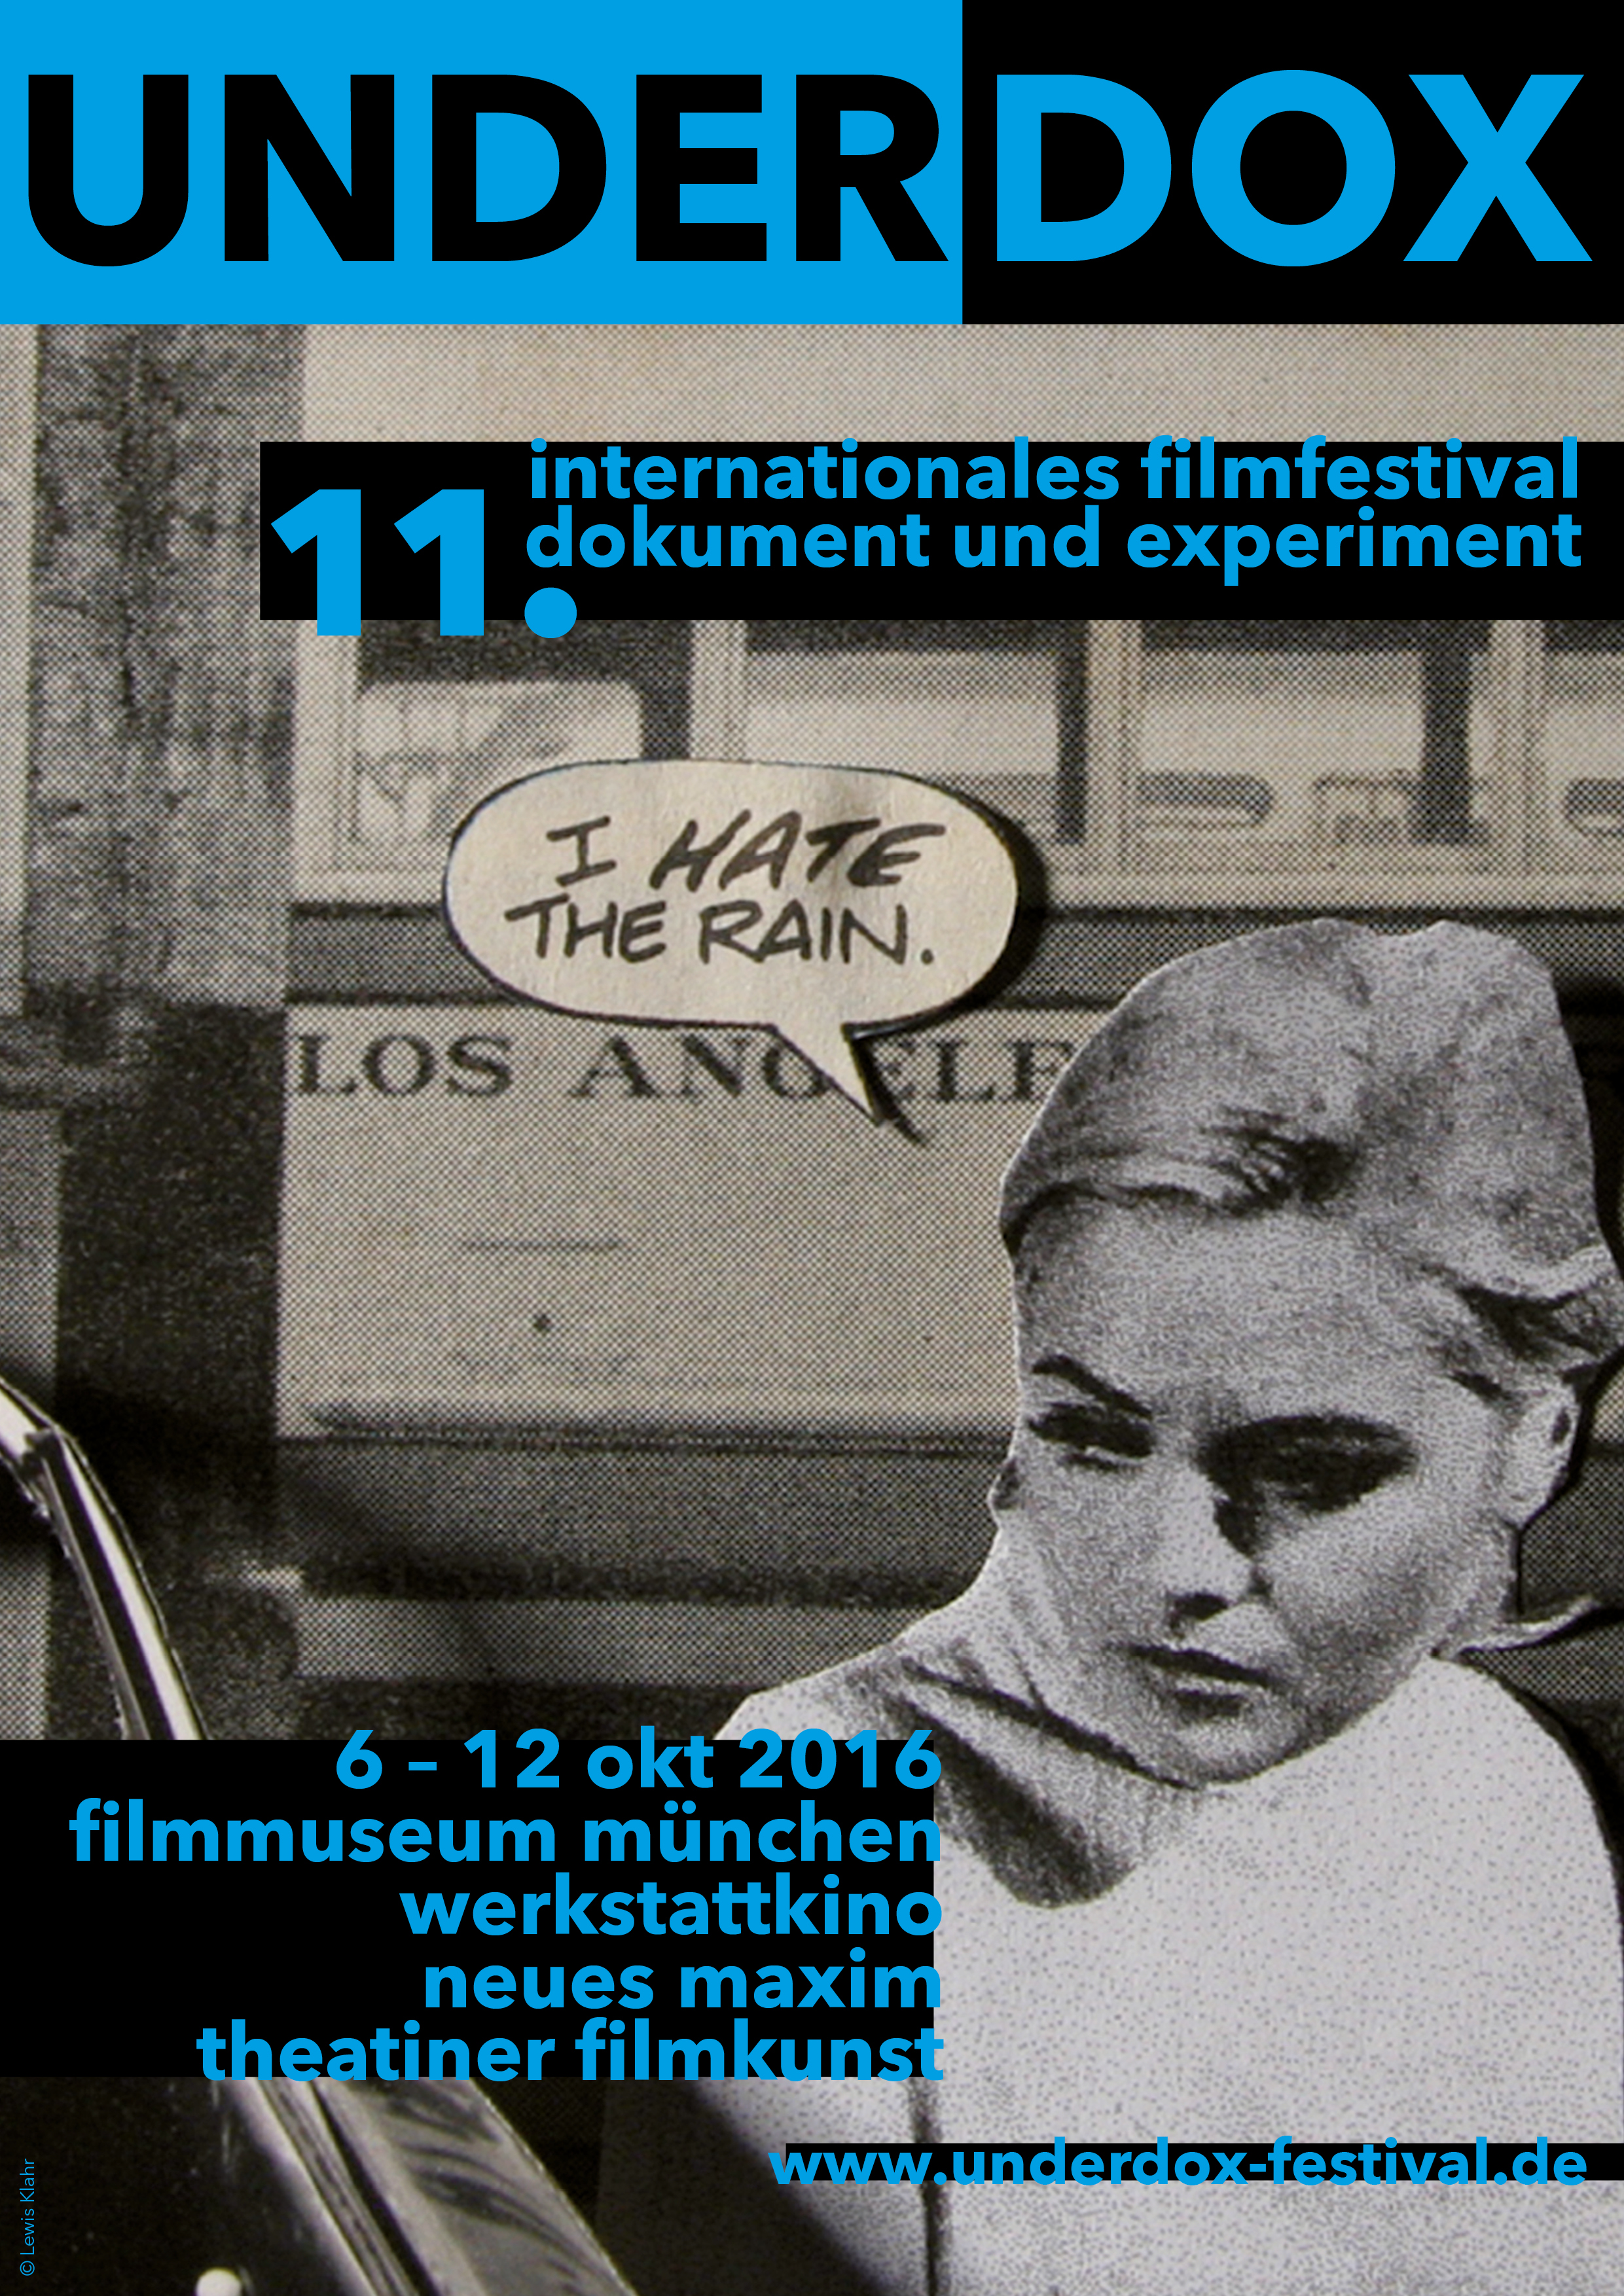 UNDERDOX
11. internationales filmfestival
dokument und experiment
I HATE
THE RAIN.
LOS ANGELE
6 – 12 okt 2016
filmmuseum münchen
werkstattkino
neues maxim
theatiner filmkunst
www.underdox-festival.de
© Lewis Klahr